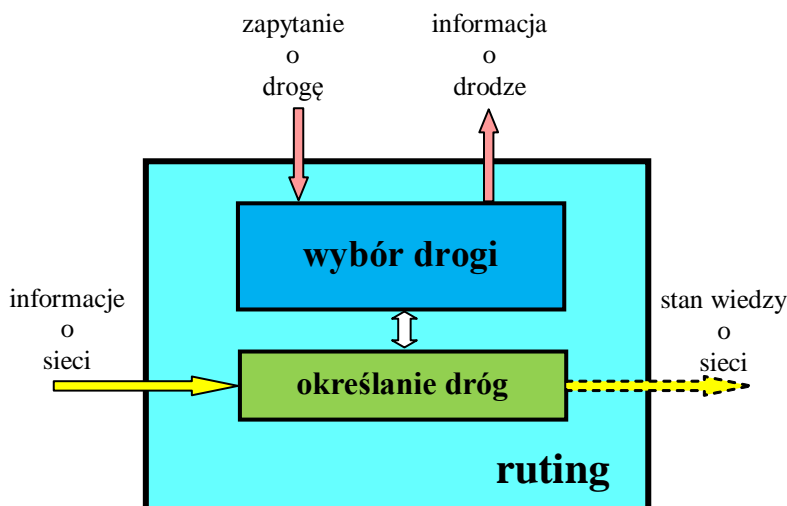 zapytanie
o
drogę
informacja
o
drodze
wybór drogi
informacje
o
sieci
stan wiedzy
o
sieci
określanie dróg
ruting